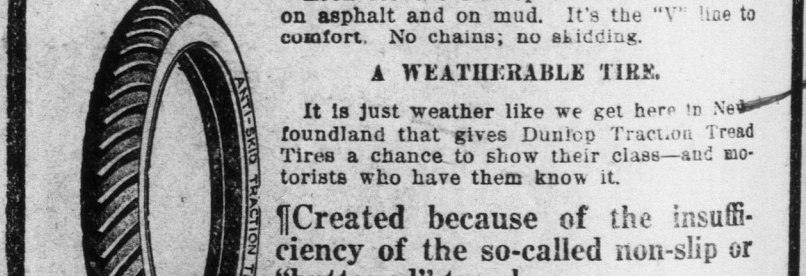 on asphalt and on mud. It's the "V" line to
comfort. No chains; no skidding.
A WEATHERABLE TIRE.
It is just weather like we get here in New-
foundland that gives Dunlop Traction Tread
Tires a chance to show their class—and mo-
torists who have them know it.
¶Created because of the insuffi-
ciency of the so-called non-slip or
ANTI-SKID TRACTION